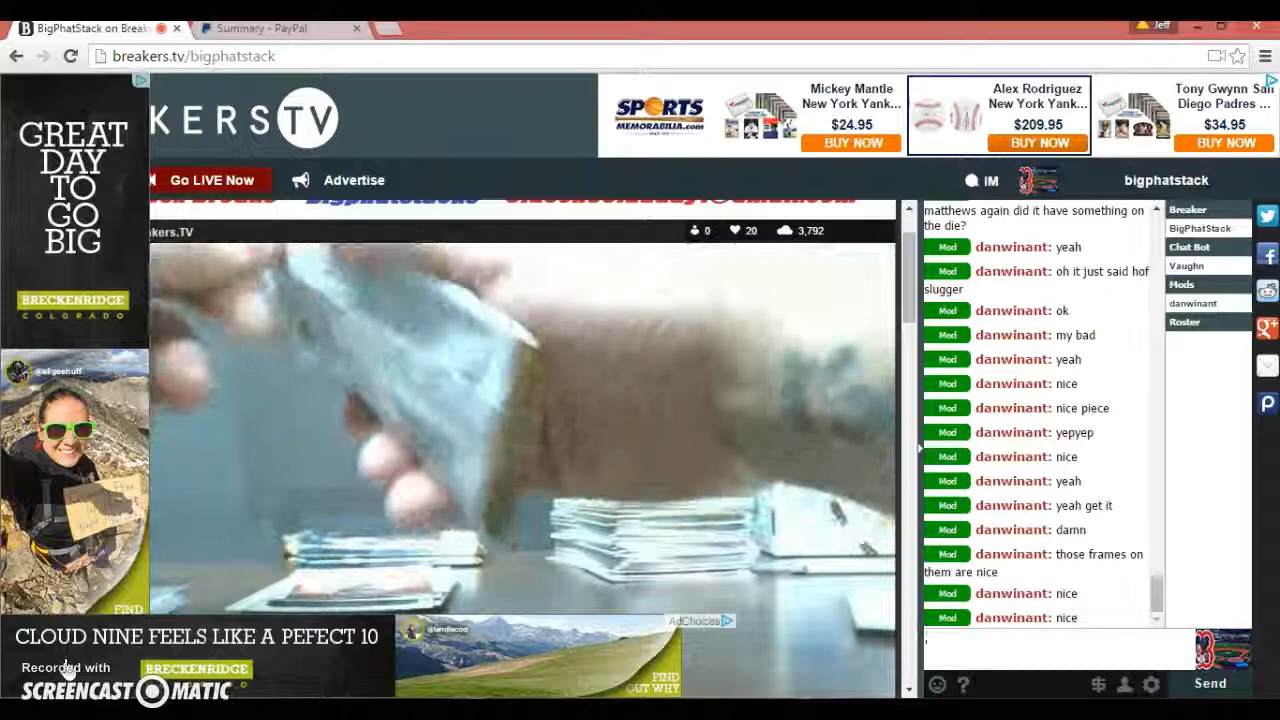 BigPhatStack on Break
Summary - PayPal
Jeff
breakers.tv/bigphatstack
GREAT
DAY
TO
GO
BIG
BRECKENRIDGE
COLORADO
KERSTV
SPORTS
MEMORABILIA.com
Mickey Mantle
New York Yank...
$24.95
BUY NOW
Alex Rodriguez
New York Yank...
$209.95
BUY NOW
Tony Gwynn San
Diego Padres ...
$34.95
BUY NOW
Go LIVE Now
Advertise
IM
bigphatstack
kers.TV
0
20
3,792
matthews again did it have something on
the die?
Mod danwinant: yeah
Mod danwinant: oh it just said hof
slugger
Mod danwinant: ok
Mod danwinant: my bad
Mod danwinant: yeah
Mod danwinant: nice
Mod danwinant: nice piece
Mod danwinant: yepyep
Mod danwinant: nice
Mod danwinant: yeah
Mod danwinant: yeah get it
Mod danwinant: damn
Mod danwinant: those frames on
them are nice
Mod danwinant: nice
Mod danwinant: nice
Send
Breaker
BigPhatStack
Chat Bot
Vaughn
Mods
danwinant
Roster
@aligeehuff
FIND
CLOUD NINE FEELS LIKE A PEFECT 10
BRECKENRIDGE
@landlecoq
AdChoices
FIND
OUT WHY
Recorded with
SCREENCAST MATIC